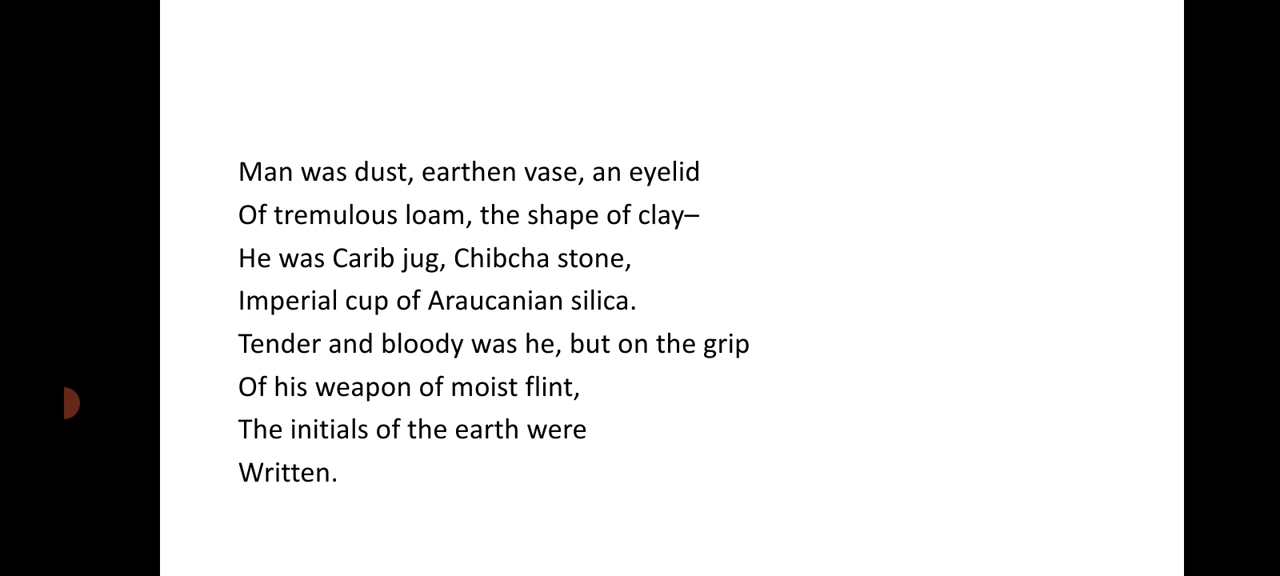 Man was dust, earthen vase, an eyelid
Of tremulous loam, the shape of clay–
He was Carib jug, Chibcha stone,
Imperial cup of Araucanian silica.
Tender and bloody was he, but on the grip
Of his weapon of moist flint,
The initials of the earth were
Written.